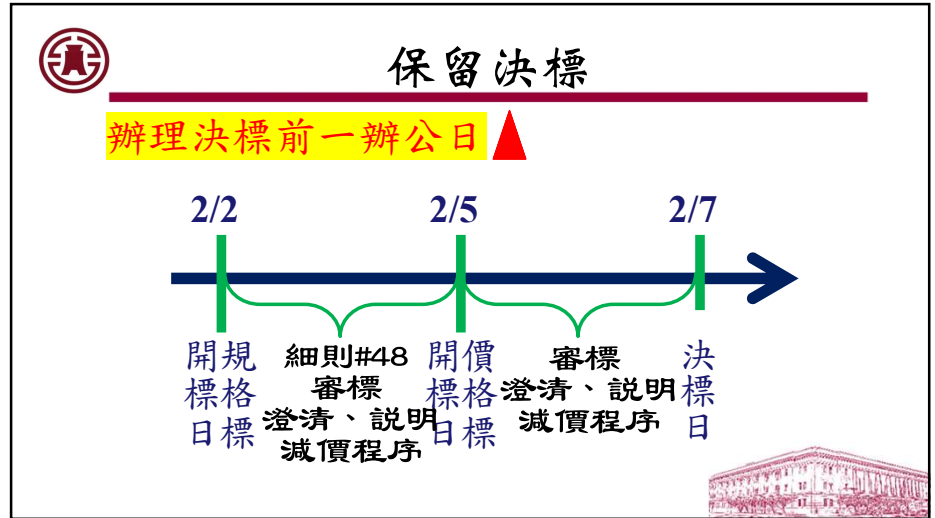 保留決標
辦理決標前一辦公日
2/2
2/5
2/7
規格標
開標日
細則#48
審標
澄清、說明
減價程序
價格標
開標日
審標
澄清、說明
減價程序
決標日